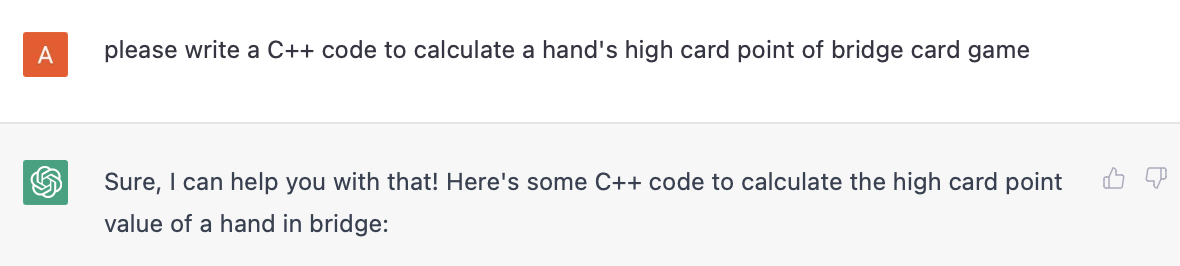 A
please write a C++ code to calculate a hand's high card point of bridge card game
Sure, I can help you with that! Here's some C++ code to calculate the high card point
value of a hand in bridge: